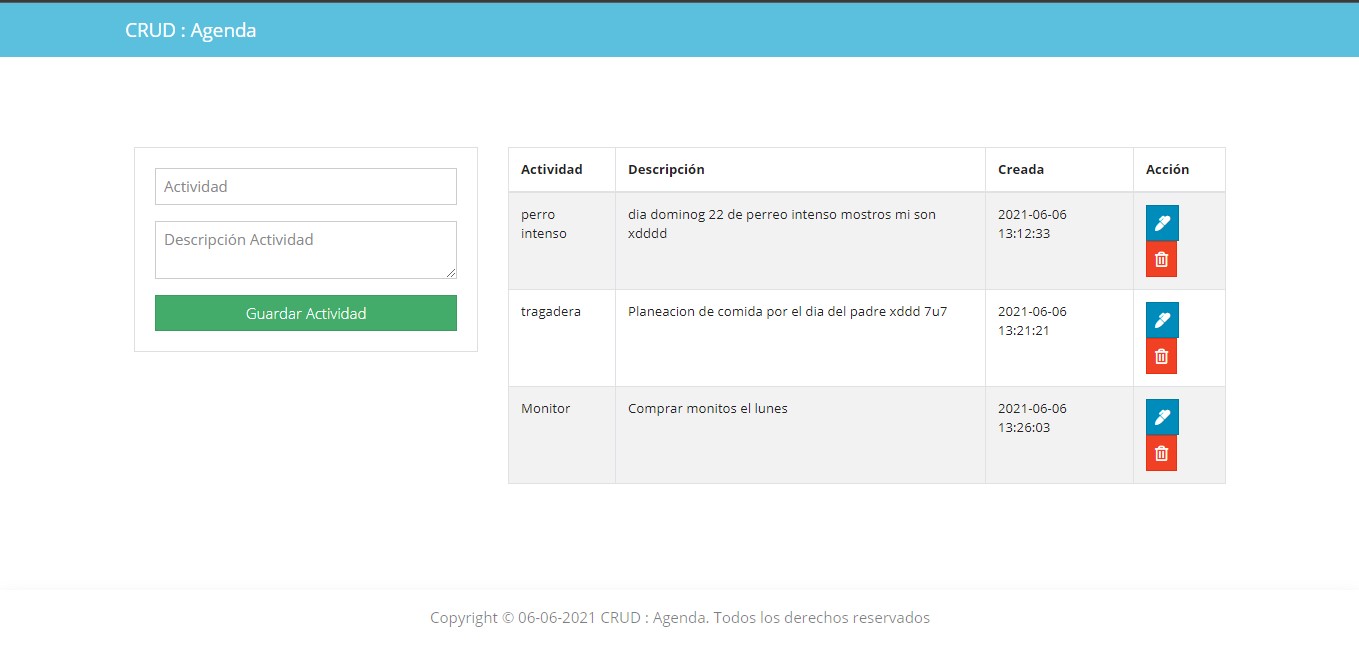 CRUD : Agenda
Actividad
Descripción Actividad
Guardar Actividad
Actividad Descripción Creada Acción
perro dia dominog 22 de perreo intenso mostros mi son 2021-06-06
intenso xdddd 13:12:33
tragadera Planeacion de comida por el dia del padre xddd 7u7 2021-06-06
13:21:21
Monitor Comprar monitos el lunes 2021-06-06
13:26:03
Copyright © 06-06-2021 CRUD : Agenda. Todos los derechos reservados